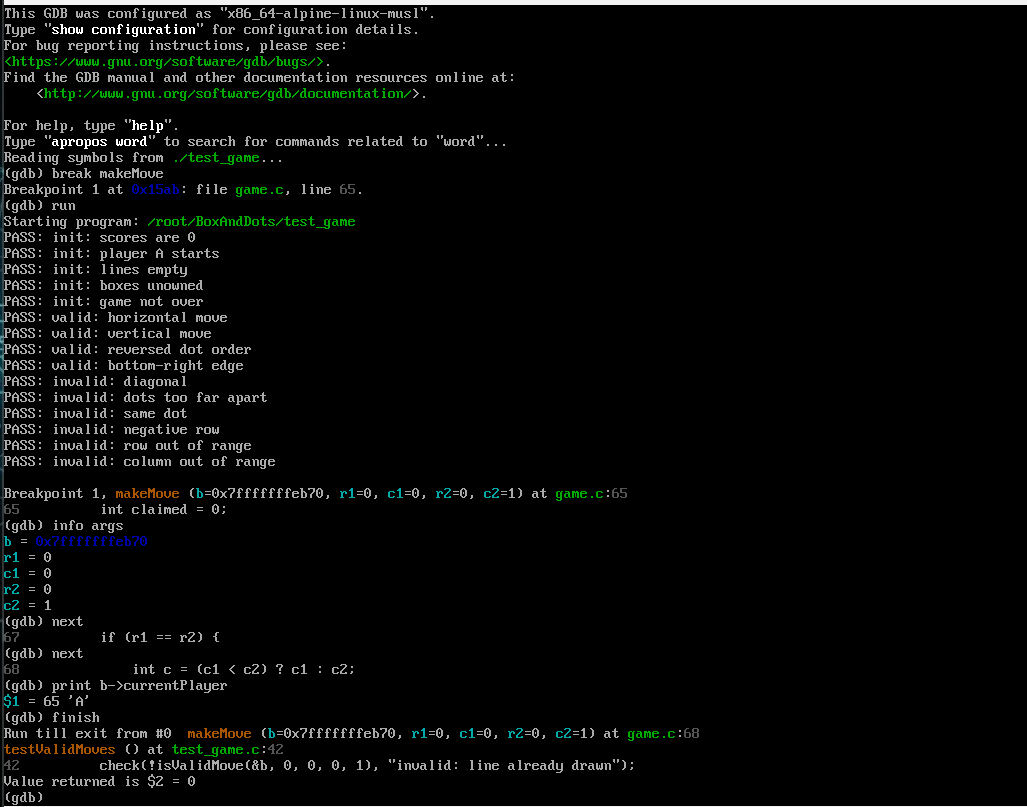 This GDB was configured as "x86_64-alpine-linux-musl".
Type "show configuration" for configuration details.
For bug reporting instructions, please see:
<https://www.gnu.org/software/gdb/bugs/>.
Find the GDB manual and other documentation resources online at:
    <http://www.gnu.org/software/gdb/documentation/>.

For help, type "help".
Type "apropos word" to search for commands related to "word"...
Reading symbols from ./test_game...
(gdb) break makeMove
Breakpoint 1 at 0x15ab: file game.c, line 65.
(gdb) run
Starting program: /root/BoxAndDots/test_game
PASS: init: scores are 0
PASS: init: player A starts
PASS: init: lines empty
PASS: init: boxes unowned
PASS: init: game not over
PASS: valid: horizontal move
PASS: valid: vertical move
PASS: valid: reversed dot order
PASS: valid: bottom-right edge
PASS: invalid: diagonal
PASS: invalid: dots too far apart
PASS: invalid: same dot
PASS: invalid: negative row
PASS: invalid: row out of range
PASS: invalid: column out of range

Breakpoint 1, makeMove (b=0x7fffffffeb70, r1=0, c1=0, r2=0, c2=1) at game.c:65
65          int claimed = 0;
(gdb) info args
b = 0x7fffffffeb70
r1 = 0
c1 = 0
r2 = 0
c2 = 1
(gdb) next
67          if (r1 == r2) {
(gdb) next
68              int c = (c1 < c2) ? c1 : c2;
(gdb) print b->currentPlayer
$1 = 65 'A'
(gdb) finish
Run till exit from #0  makeMove (b=0x7fffffffeb70, r1=0, c1=0, r2=0, c2=1) at game.c:68
testValidMoves () at test_game.c:42
42          check(!isValidMove(&b, 0, 0, 0, 1), "invalid: line already drawn");
Value returned is $2 = 0
(gdb)